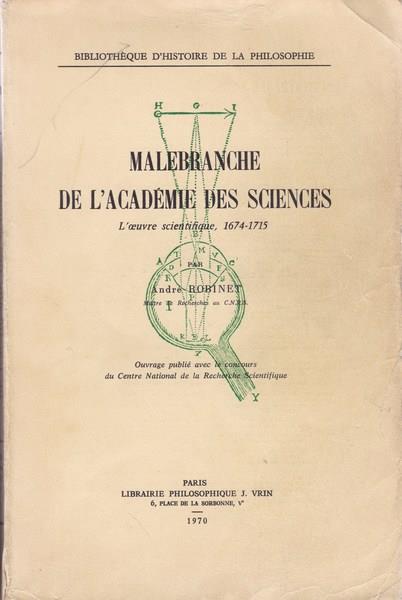 BIBLIOTHÈQUE D'HISTOIRE DE LA PHILOSOPHIE
H O I
MALEBRANCHE
DE L'ACADÉMIE DES SCIENCES
L'œuvre scientifique, 1674-1715
B
A T M V C
PAR
R D F S
André ROBINET
Maître de Recherches au C.N.R.S.
P
I
K E L
Y
Ouvrage publié avec le concours
du Centre National de la Recherche Scientifique
Y
PARIS
LIBRAIRIE PHILOSOPHIQUE J. VRIN
6, PLACE DE LA SORBONNE, Vᵉ
1970